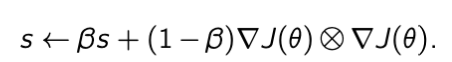 s ← βs + (1 − β)∇J(θ) ⊗ ∇J(θ).